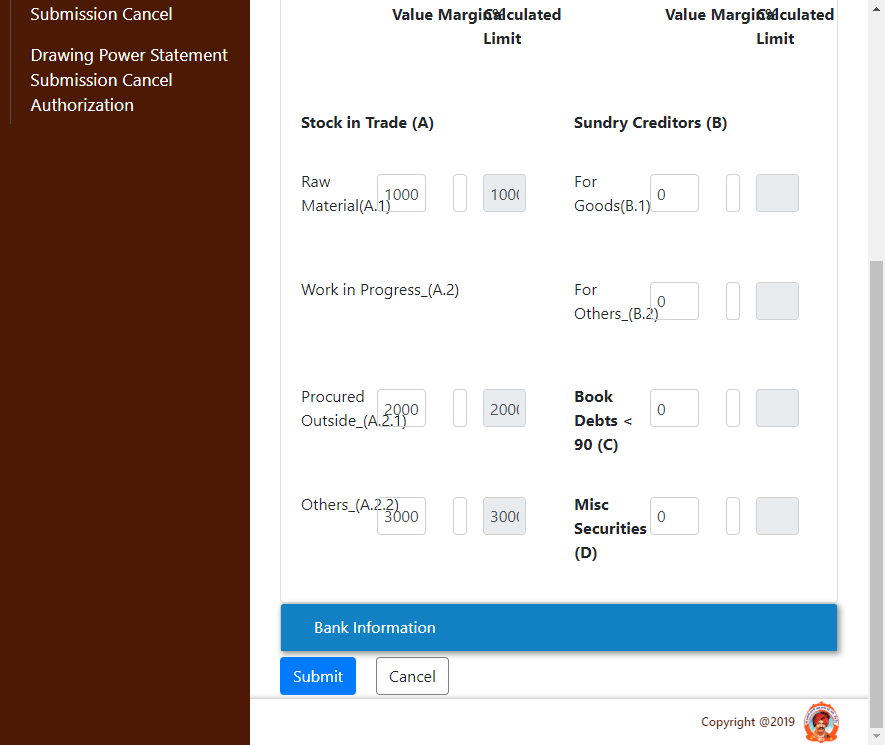 Submission Cancel
Drawing Power Statement
Submission Cancel
Authorization
Value Margin% Calculated Limit Value Margin% Calculated Limit
Stock in Trade (A) Sundry Creditors (B)
Raw Material(A.1) 1000 1000 For Goods(B.1) 0
Work in Progress_(A.2) For Others_(B.2) 0
Procured Outside_(A.2.1) 2000 2000 Book Debts < 90 (C) 0
Others_(A.2.2) 3000 3000 Misc Securities (D) 0
Bank Information
Submit Cancel
Copyright @2019